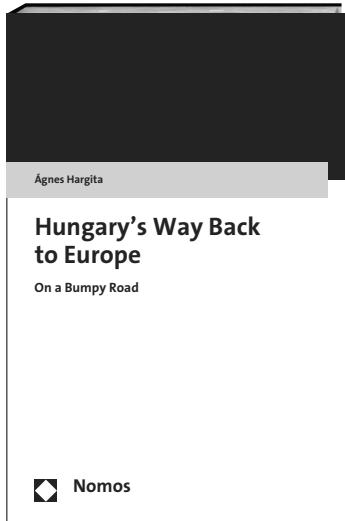 Ágnes Hargita
Hungary's Way Back
to Europe
On a Bumpy Road
Nomos